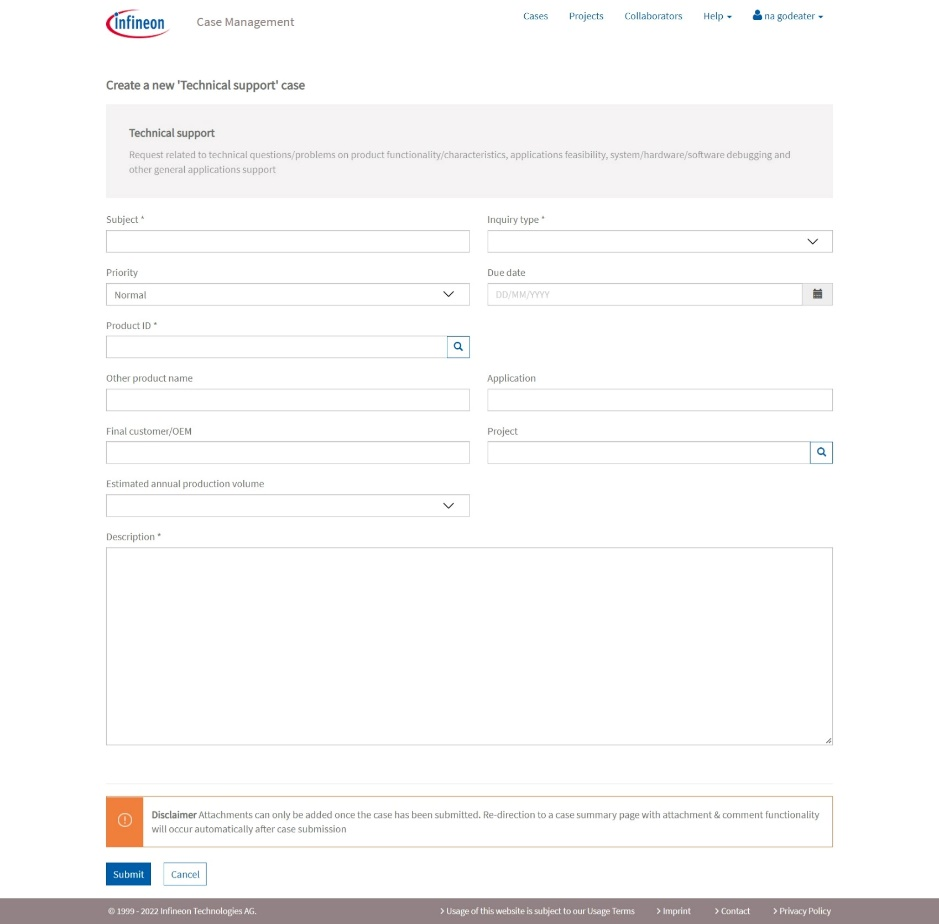 infineon
Case Management
Cases Projects Collaborators Help na godeater
Create a new 'Technical support' case
Technical support
Request related to technical questions/problems on product functionality/characteristics, applications feasibility, system/hardware/software debugging and
other general applications support
Subject * Inquiry type *
Priority Due date
Normal DD/MM/YYYY
Product ID *
Other product name Application
Final customer/OEM Project
Estimated annual production volume
Description *
Disclaimer Attachments can only be added once the case has been submitted. Re-direction to a case summary page with attachment & comment functionality
will occur automatically after case submission
Submit Cancel
© 1999 - 2022 Infineon Technologies AG. > Usage of this website is subject to our Usage Terms > Imprint > Contact > Privacy Policy